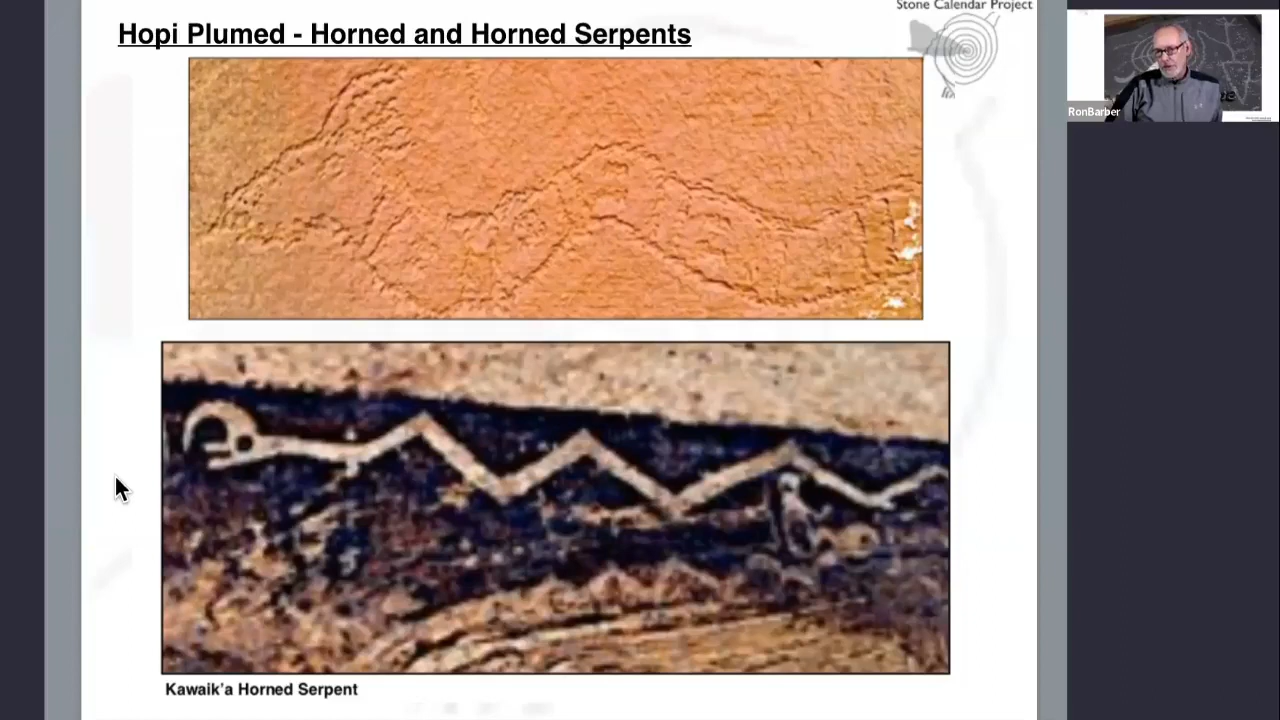 Stone Calendar Project
Hopi Plumed - Horned and Horned Serpents
RonBarber
Kawaik'a Horned Serpent